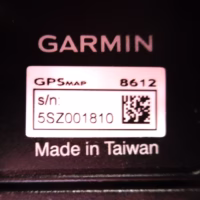 GARMIN
GPSMAP 8612
s/n:
5SZ001810
Made in Taiwan